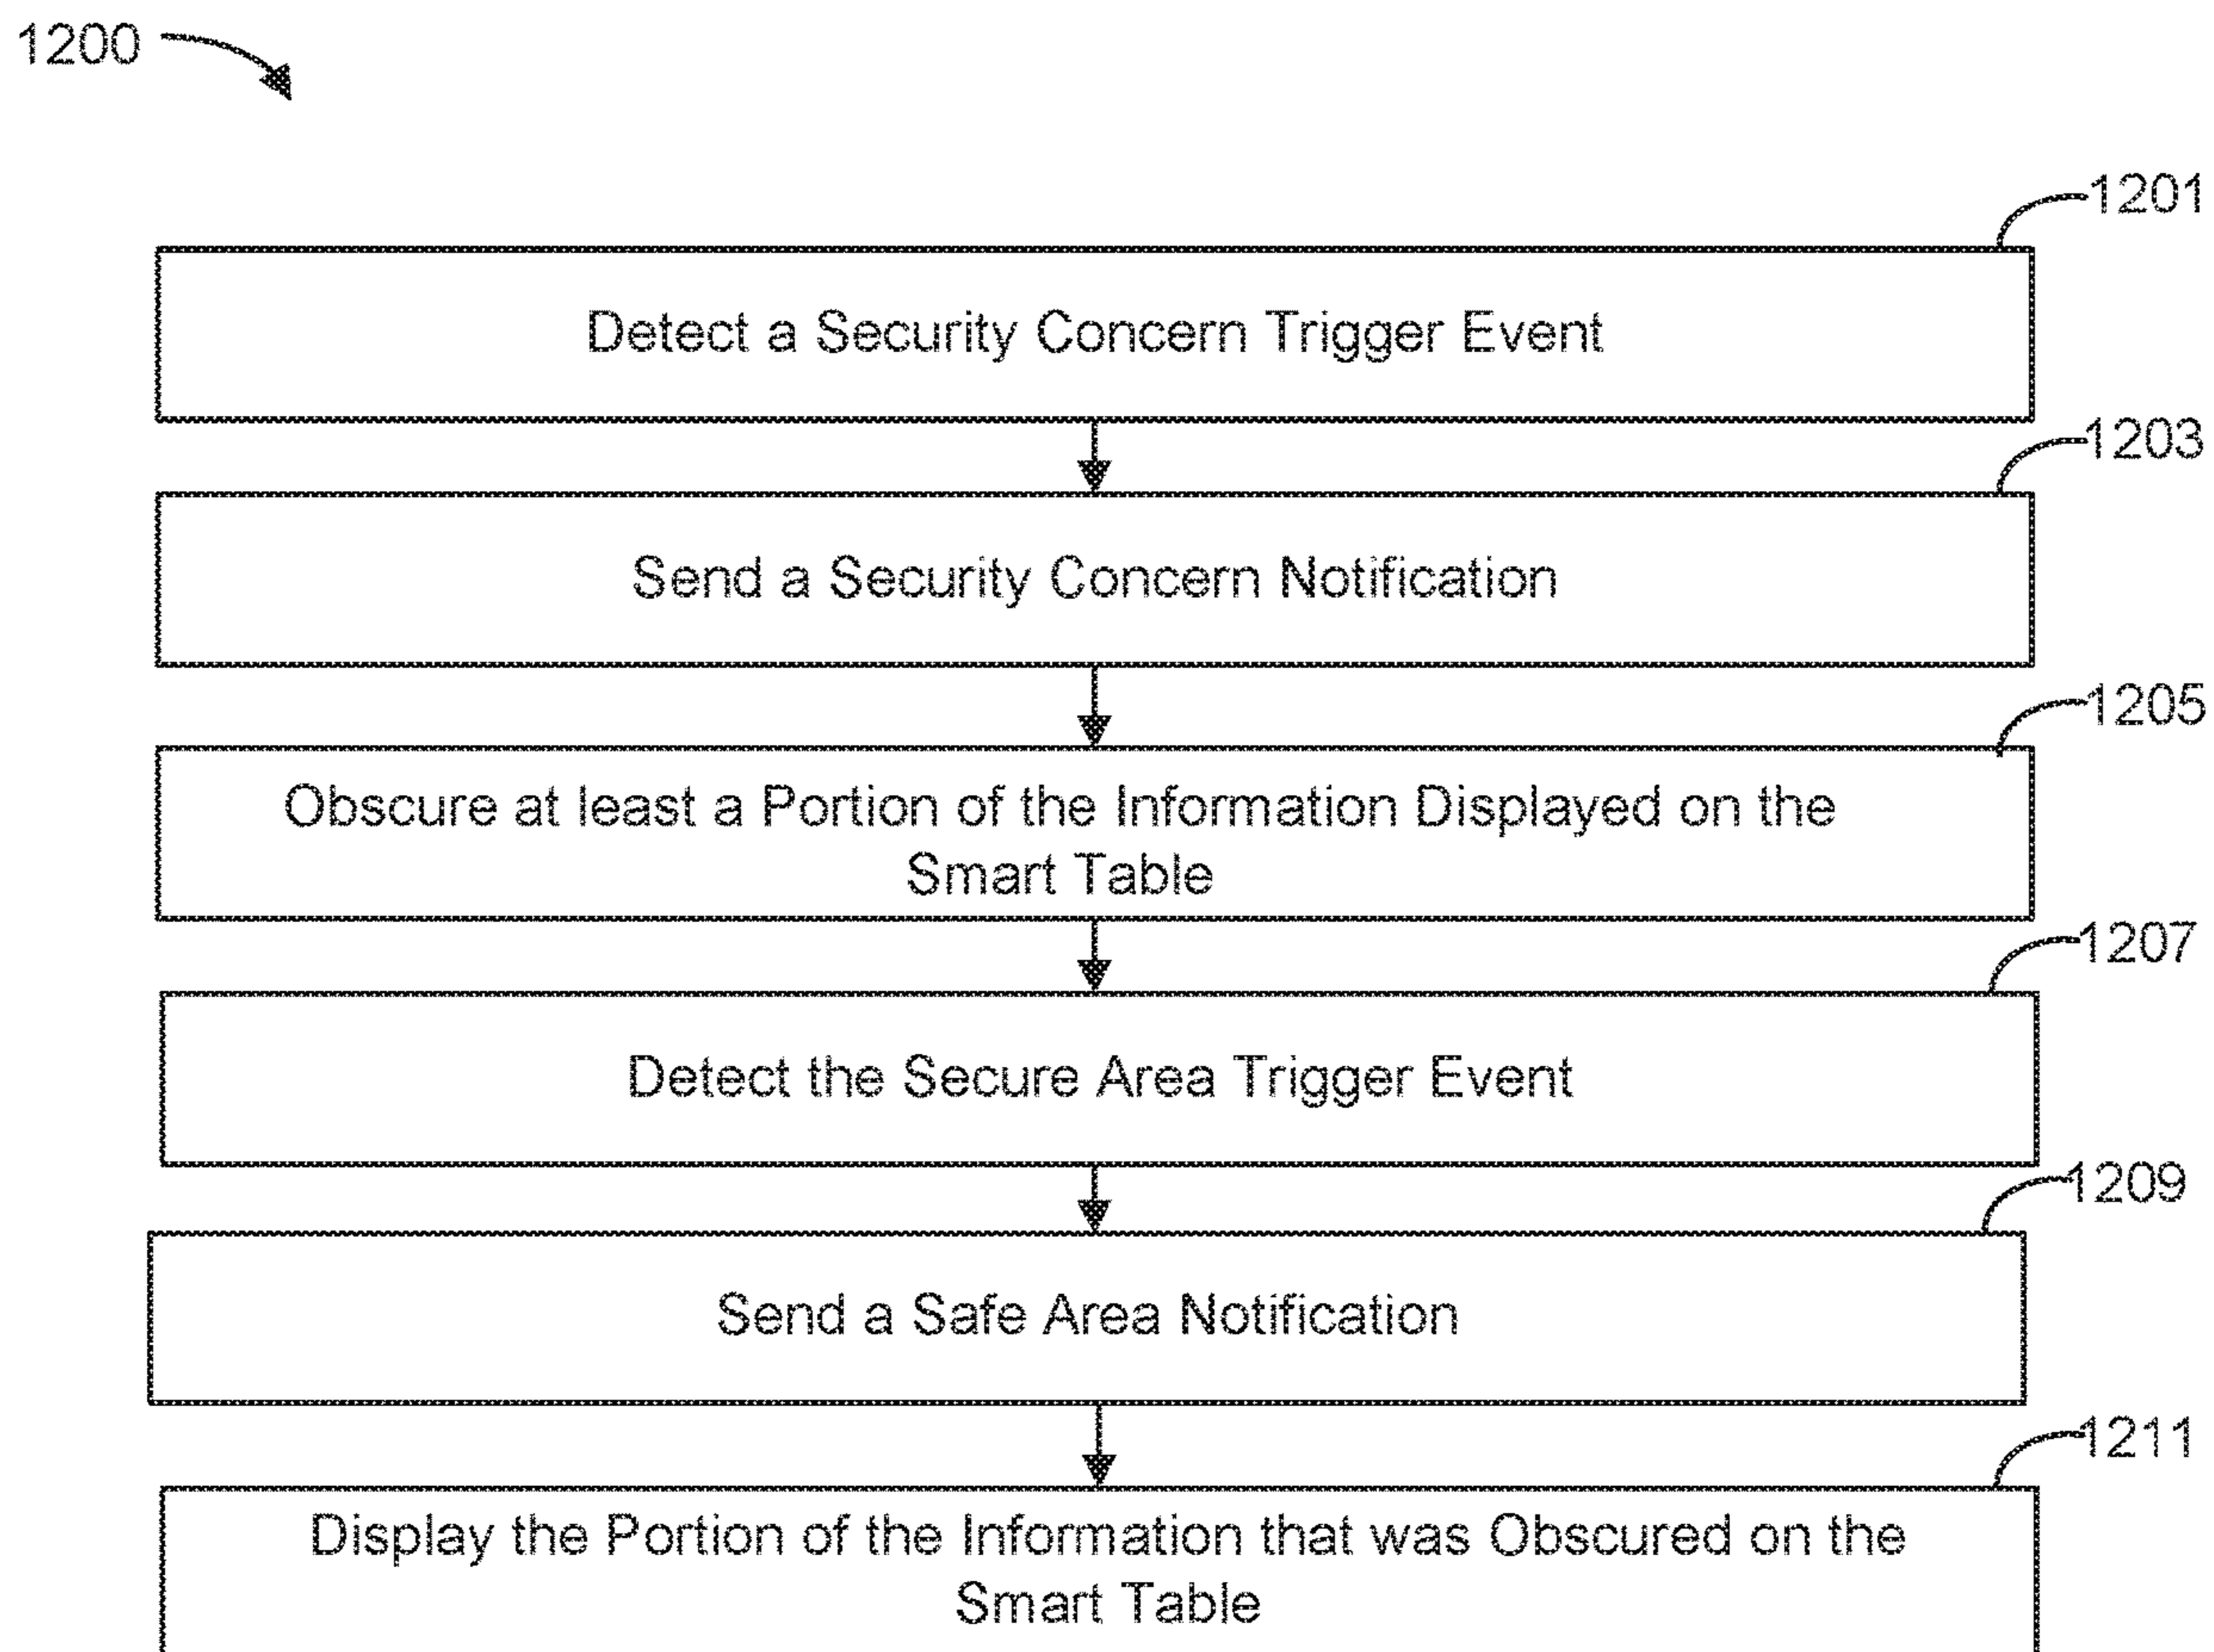 1200
1201
Detect a Security Concern Trigger Event
1203
Send a Security Concern Notification
1205
Obscure at least a Portion of the Information Displayed on the
Smart Table
1207
Detect the Secure Area Trigger Event
1209
Send a Safe Area Notification
1211
Display the Portion of the Information that was Obscured on the
Smart Table